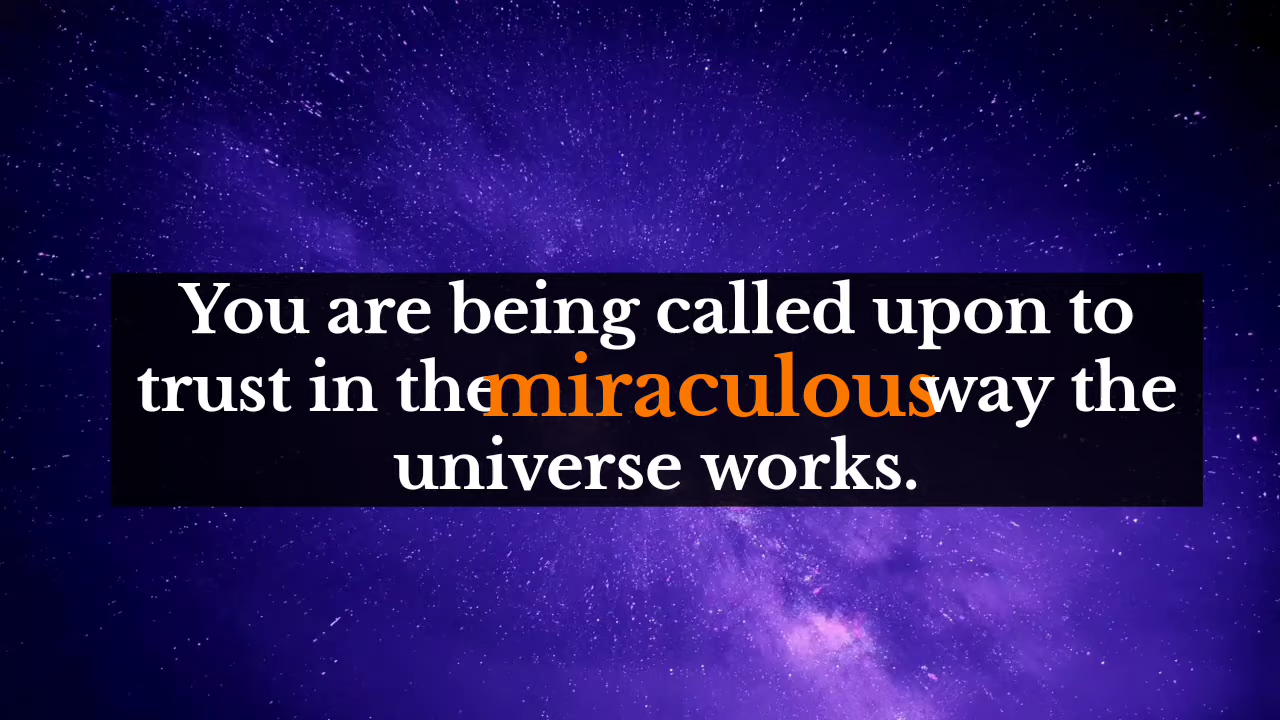 You are being called upon to
trust in the miraculous way the
universe works.